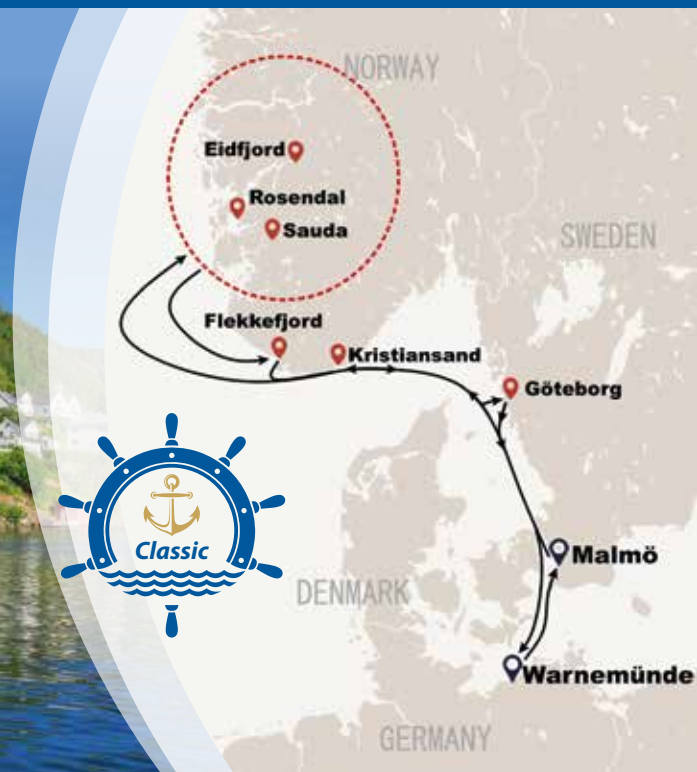 NORWAY
Eidfjord
Rosendal
Sauda
SWEDEN
Flekkefjord
Kristiansand
Göteborg
Classic
Malmö
DENMARK
Warnemünde
GERMANY